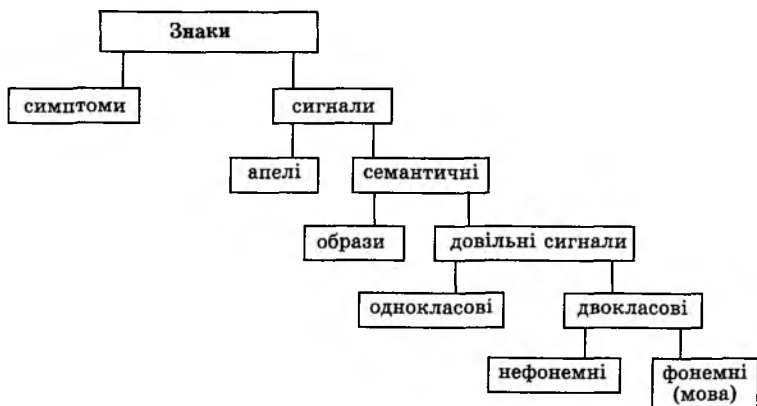 Знаки
симптоми
сигнали
апелі
семантичні
образи
довільні сигнали
однокласові
двокласові
нефонемні
фонемні
(мова)